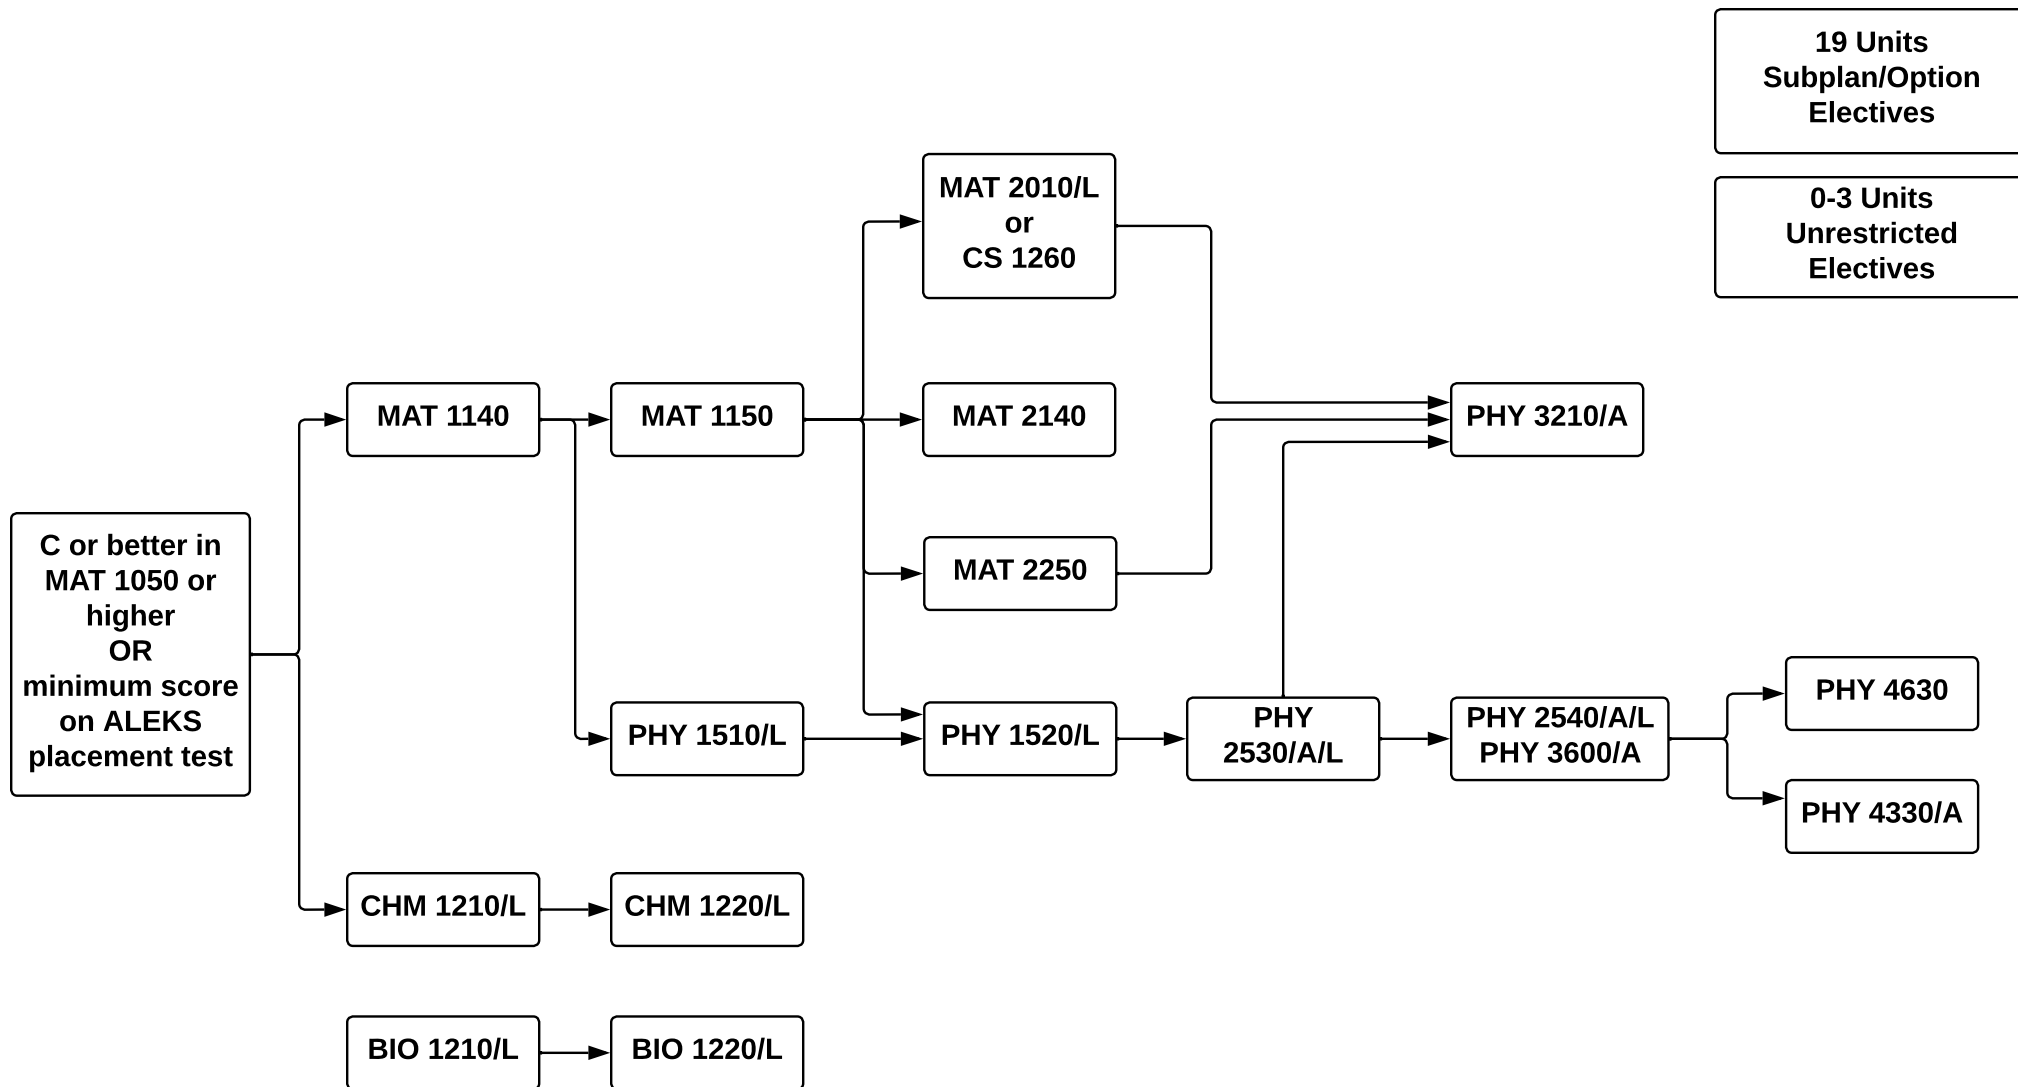 19 Units
Subplan/Option
Electives
0-3 Units
Unrestricted
Electives
MAT 2010/L
or
CS 1260
MAT 1140
MAT 1150
MAT 2140
PHY 3210/A
C or better in
MAT 1050 or
higher
OR
minimum score
on ALEKS
placement test
MAT 2250
PHY 1510/L
PHY 1520/L
PHY
2530/A/L
PHY 2540/A/L
PHY 3600/A
PHY 4630
PHY 4330/A
CHM 1210/L
CHM 1220/L
BIO 1210/L
BIO 1220/L